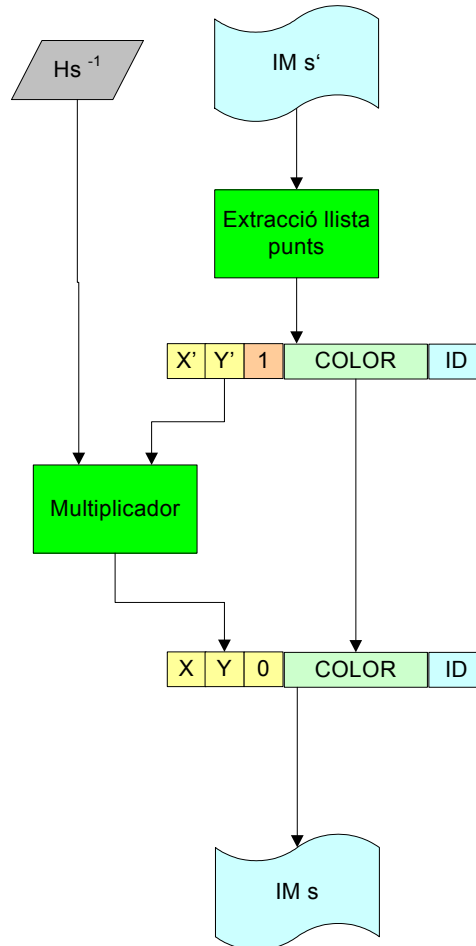 Hs -1
IM s‘
Extracció llista
punts
X’ Y’ 1 COLOR ID
Multiplicador
X Y 0 COLOR ID
IM s